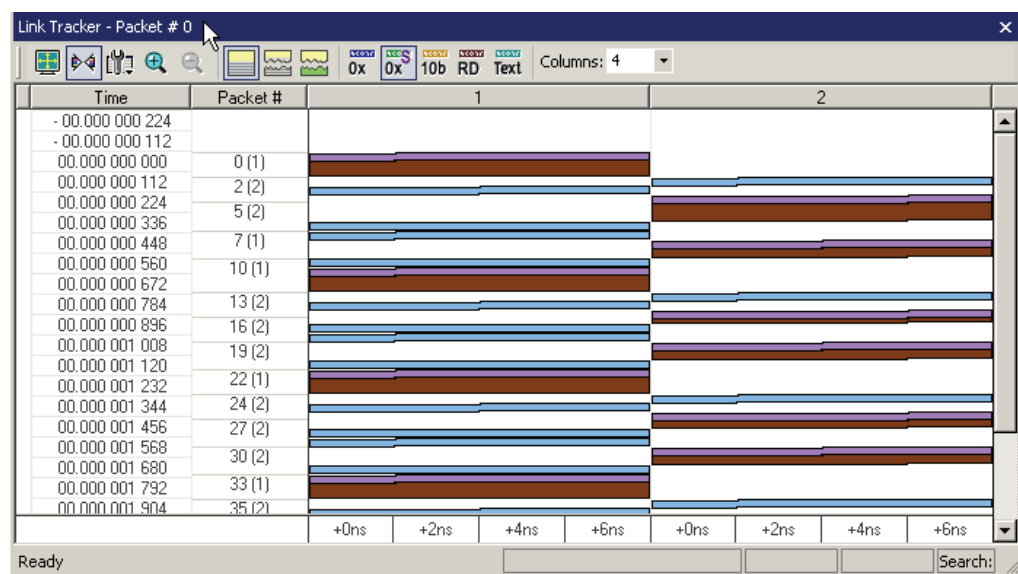 Link Tracker - Packet # 0
0x 0x S 10b RD Text Columns: 4
Time Packet # 1 2
- 00.000 000 224
- 00.000 000 112
00.000 000 000 0 (1)
00.000 000 112 2 (2)
00.000 000 224 5 (2)
00.000 000 336
00.000 000 448 7 (1)
00.000 000 560 10 (1)
00.000 000 672
00.000 000 784 13 (2)
00.000 000 896 16 (2)
00.000 001 008 19 (2)
00.000 001 120
00.000 001 232 22 (1)
00.000 001 344 24 (2)
00.000 001 456 27 (2)
00.000 001 568 30 (2)
00.000 001 680
00.000 001 792 33 (1)
00.000 001 904 35 (2)
+0ns +2ns +4ns +6ns +0ns +2ns +4ns +6ns
Ready Search: